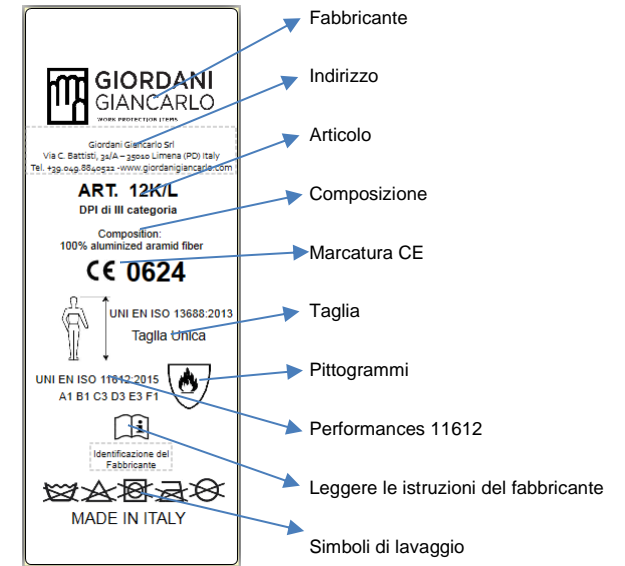 GIORDANI
GIANCARLO
WORK PROTECTION ITEMS
Giordani Giancarlo Srl
Via C. Battisti, 31/A – 35010 Limena (PD) Italy
Tel. +39.049.8840522 -www.giordanigiancarlo.com
ART. 12K/L
DPI di III categoria
Composition:
100% aluminized aramid fiber
CE 0624
UNI EN ISO 13688:2013
Taglia Unica
UNI EN ISO 11612:2015
A1 B1 C3 D3 E3 F1
i
Identificazione del
Fabbricante
MADE IN ITALY
Fabbricante
Indirizzo
Articolo
Composizione
Marcatura CE
Taglia
Pittogrammi
Performances 11612
Leggere le istruzioni del fabbricante
Simboli di lavaggio